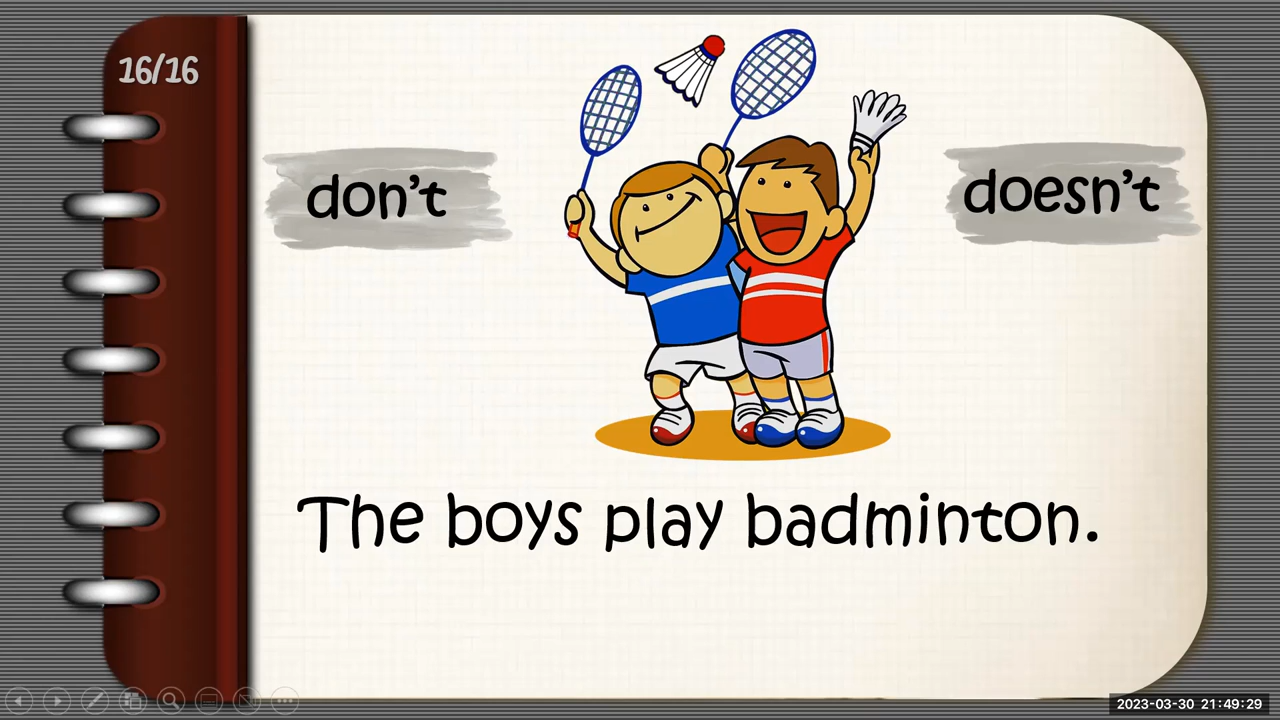 16/16
don't
doesn't
The boys play badminton.
2023-03-30 21:49:29